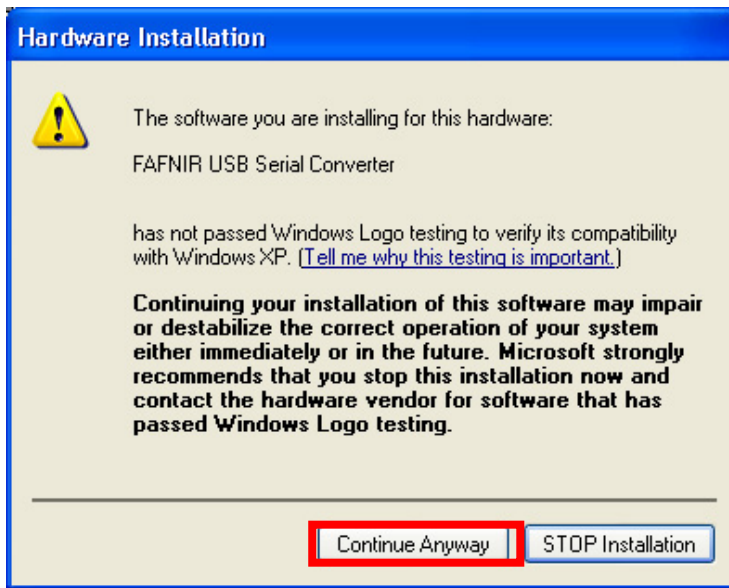 Hardware Installation
The software you are installing for this hardware:
FAFNIR USB Serial Converter
has not passed Windows Logo testing to verify its compatibility
with Windows XP. (Tell me why this testing is important.)
Continuing your installation of this software may impair
or destabilize the correct operation of your system
either immediately or in the future. Microsoft strongly
recommends that you stop this installation now and
contact the hardware vendor for software that has
passed Windows Logo testing.
Continue Anyway STOP Installation